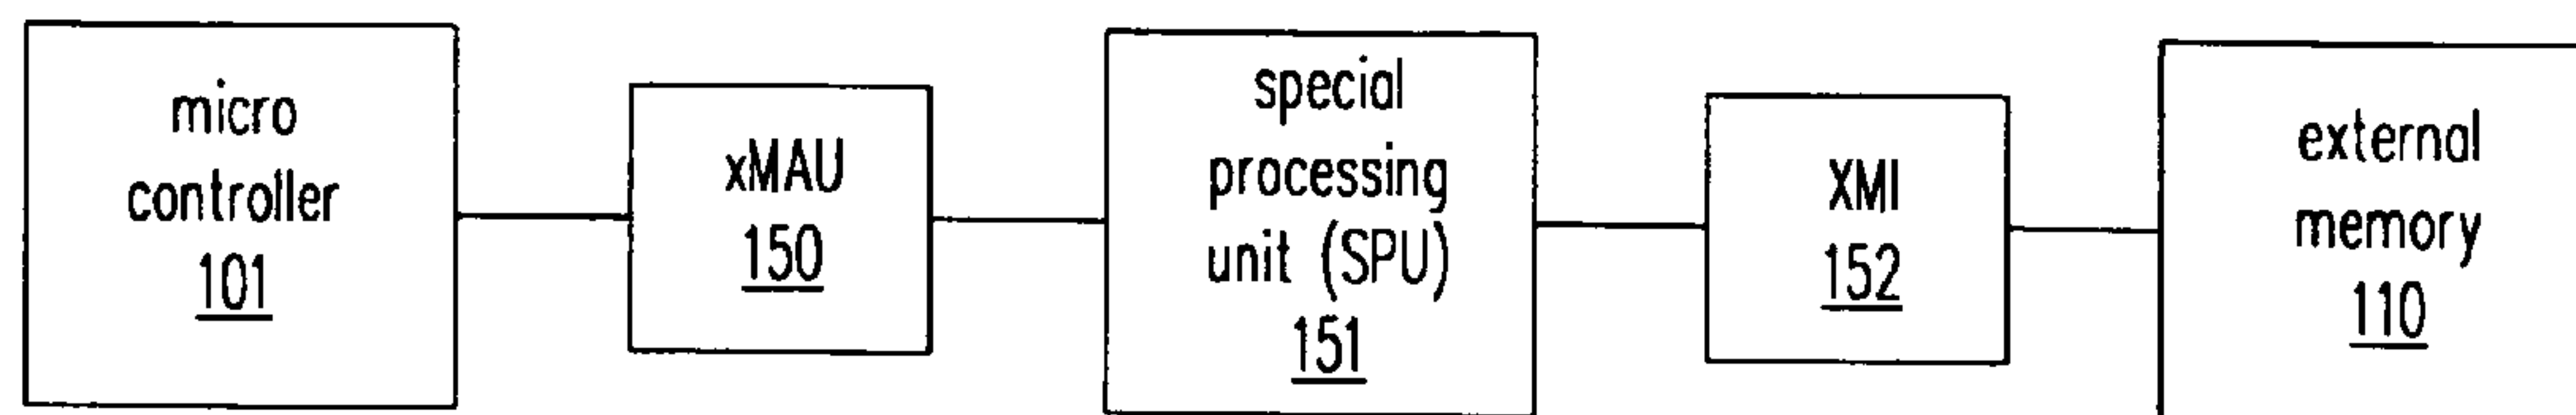 micro
controller
101
xMAU
150
special
processing
unit (SPU)
151
XMI
152
external
memory
110